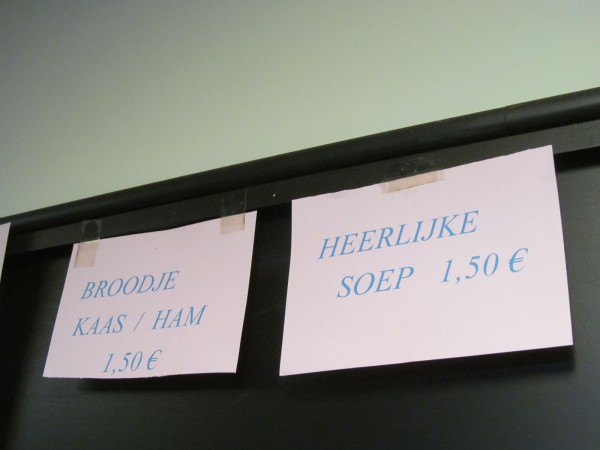 BROODJE
KAAS / HAM
1,50 €
HEERLIJKE
SOEP 1,50 €